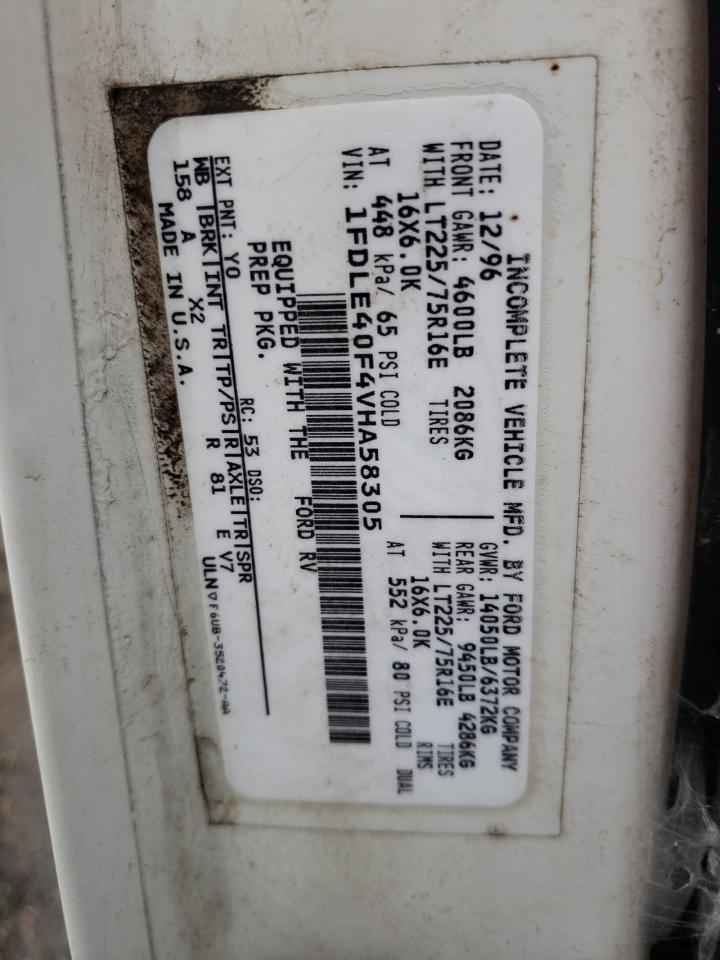 INCOMPLETE VEHICLE MFD. BY FORD MOTOR COMPANY
DATE: 12/96 GVWR: 14050LB/6372KG
FRONT GAWR: 4600LB 2086KG REAR GAWR: 9450LB 4286KG
WITH LT225/75R16E TIRES WITH LT225/75R16E TIRES
16X6.0K 16X6.0K RIMS
AT 448 kPa/ 65 PSI COLD AT 552 kPa/ 80 PSI COLD DUAL
VIN: 1FDLE40F4VHA58305
EQUIPPED WITH THE FORD RV
PREP PKG.
EXT PNT: YO RC: 53 DSO:
WB BRK INT TR TP/PS R AXLE TR SPR
158 A X2 R 81 E V7
MADE IN U.S.A. ULN F6UB-3520472-AA